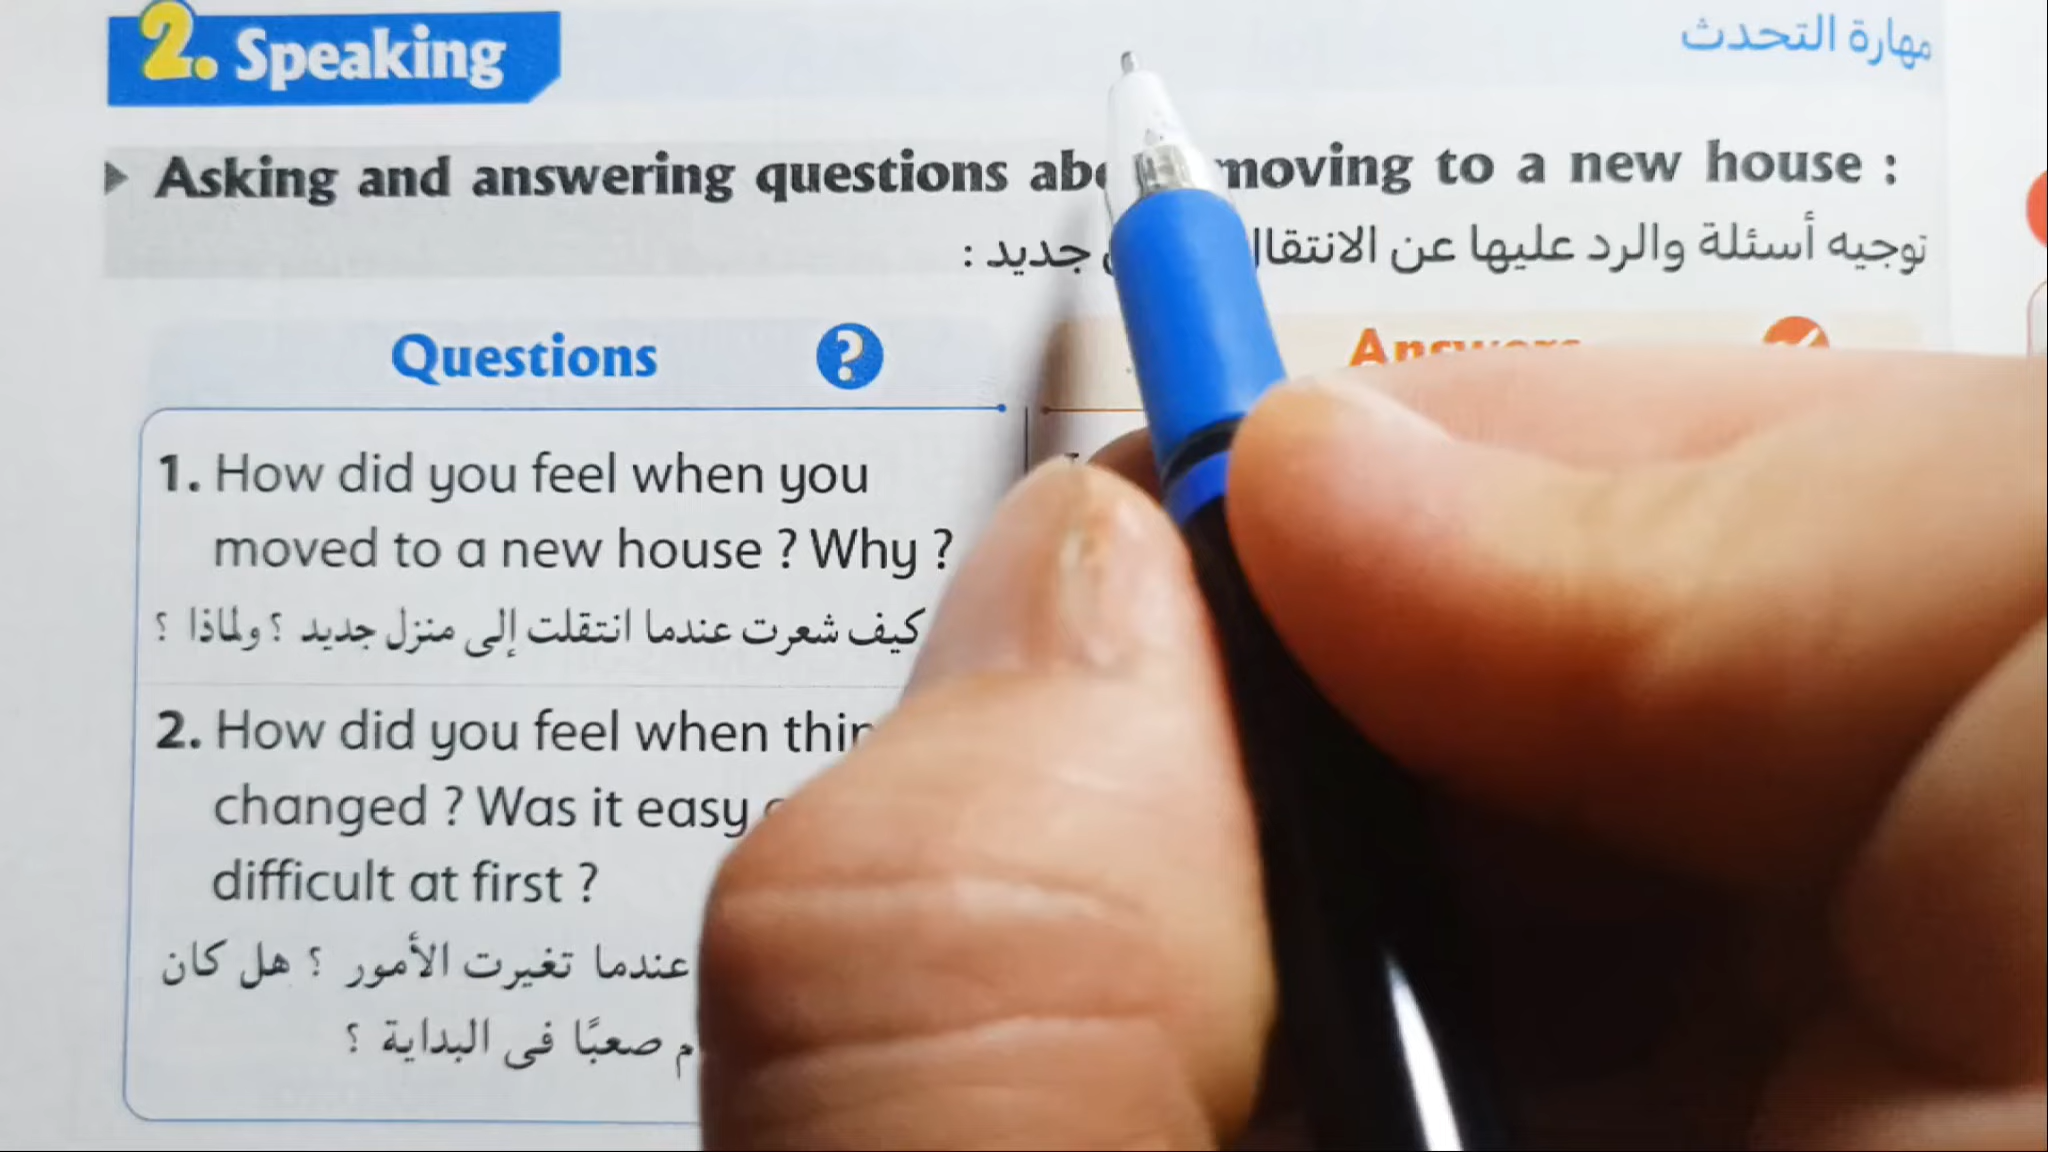 2. Speaking
مهارة التحدث
Asking and answering questions moving to a new house :
توجيه أسئلة والرد عليها عن جديد :
Questions ?
Answers
1. How did you feel when you
moved to a new house ? Why ?
كيف شعرت عندما انتقلت إلى منزل جديد ؟ ولماذا ؟
2. How did you feel when
changed ? Was it easy
difficult at first ?
عندما تغيرت الأمور ؟ هل كان
صعبًا فى البداية ؟